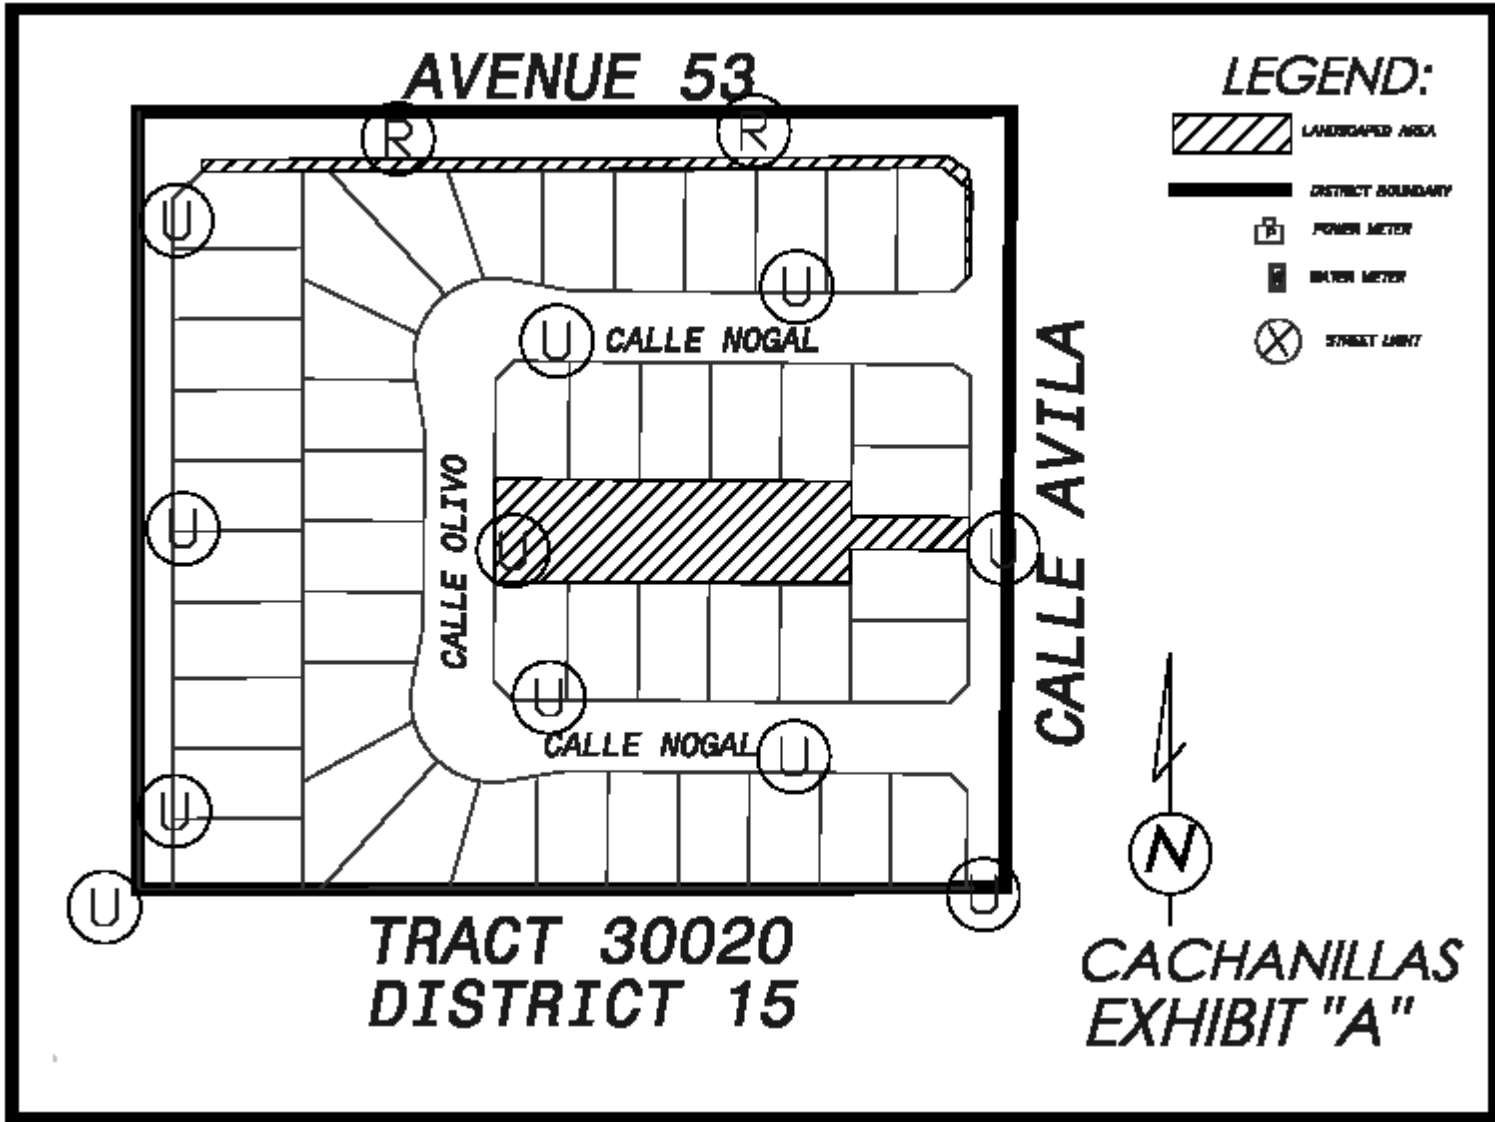 AVENUE 53
R
R
U
U
U
CALLE NOGAL
CALLE OLIVO
U
U
U
CALLE AVILA
U
CALLE NOGAL
U
U
U
U
TRACT 30020
DISTRICT 15
LEGEND:
LANDSCAPED AREA
DISTRICT BOUNDARY
P POWER METER
WATER METER
STREET LIGHT
N
CACHANILLAS
EXHIBIT "A"